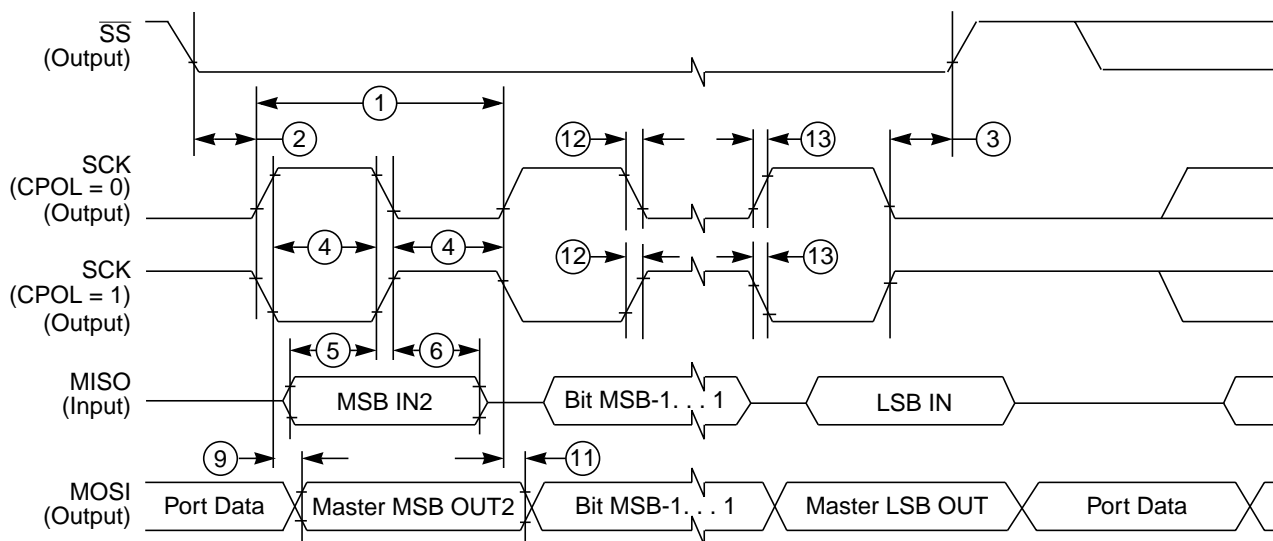 SS
(Output)
1
2
12
13
3
SCK
(CPOL = 0)
(Output)
4
4
SCK
(CPOL = 1)
(Output)
12
13
5
6
MISO
(Input)
MSB IN2
Bit MSB-1. . . 1
LSB IN
9
11
MOSI
(Output)
Port Data
Master MSB OUT2
Bit MSB-1. . . 1
Master LSB OUT
Port Data